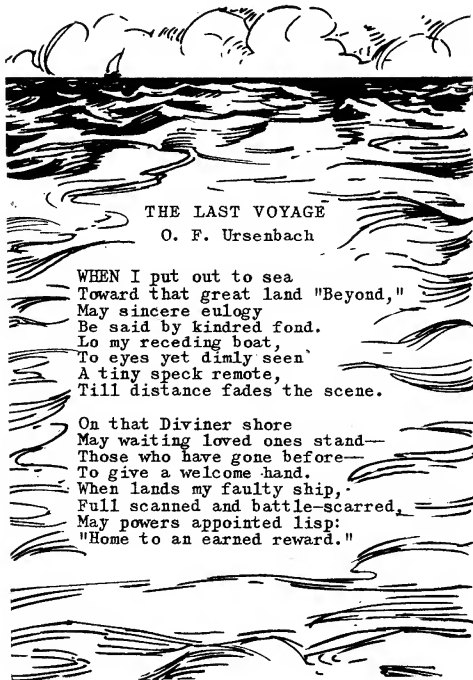 THE LAST VOYAGE
O. F. Ursenbach
WHEN I put out to sea
Toward that great land "Beyond,"
May sincere eulogy
Be said by kindred fond.
Lo my receding boat,
To eyes yet dimly seen
A tiny speck remote,
Till distance fades the scene.
On that Diviner shore
May waiting loved ones stand—
Those who have gone before—
To give a welcome hand.
When lands my faulty ship,
Full scanned and battle-scarred,
May powers appointed lisp:
"Home to an earned reward."